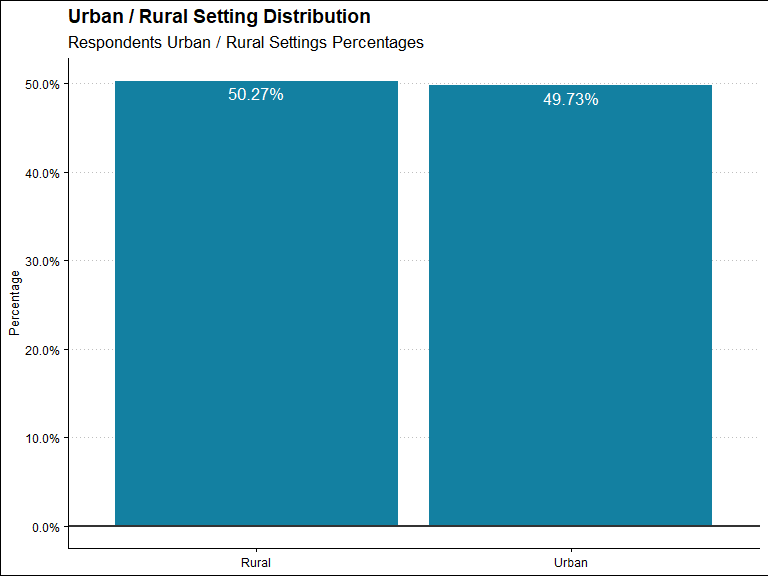 Urban / Rural Setting Distribution
Respondents Urban / Rural Settings Percentages
50.0%
40.0%
30.0%
20.0%
10.0%
0.0%
Percentage
50.27%
49.73%
Rural
Urban